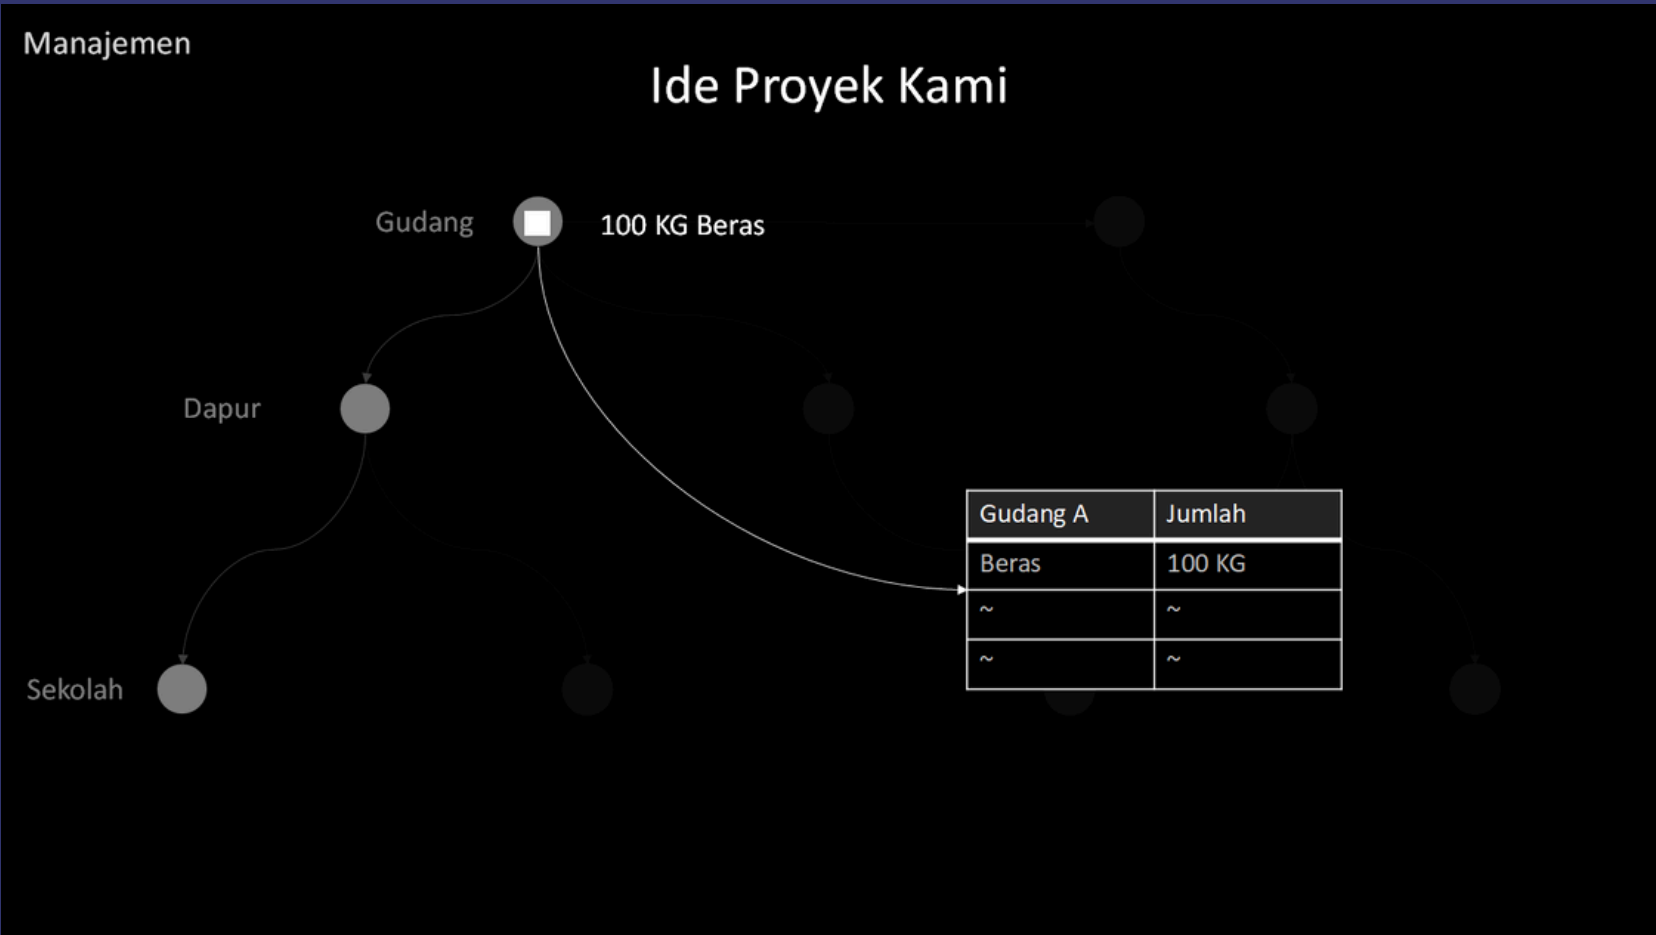 Manajemen
Ide Proyek Kami
Gudang
100 KG Beras
Dapur
Gudang A Jumlah
Beras 100 KG
~ ~
~ ~
Sekolah